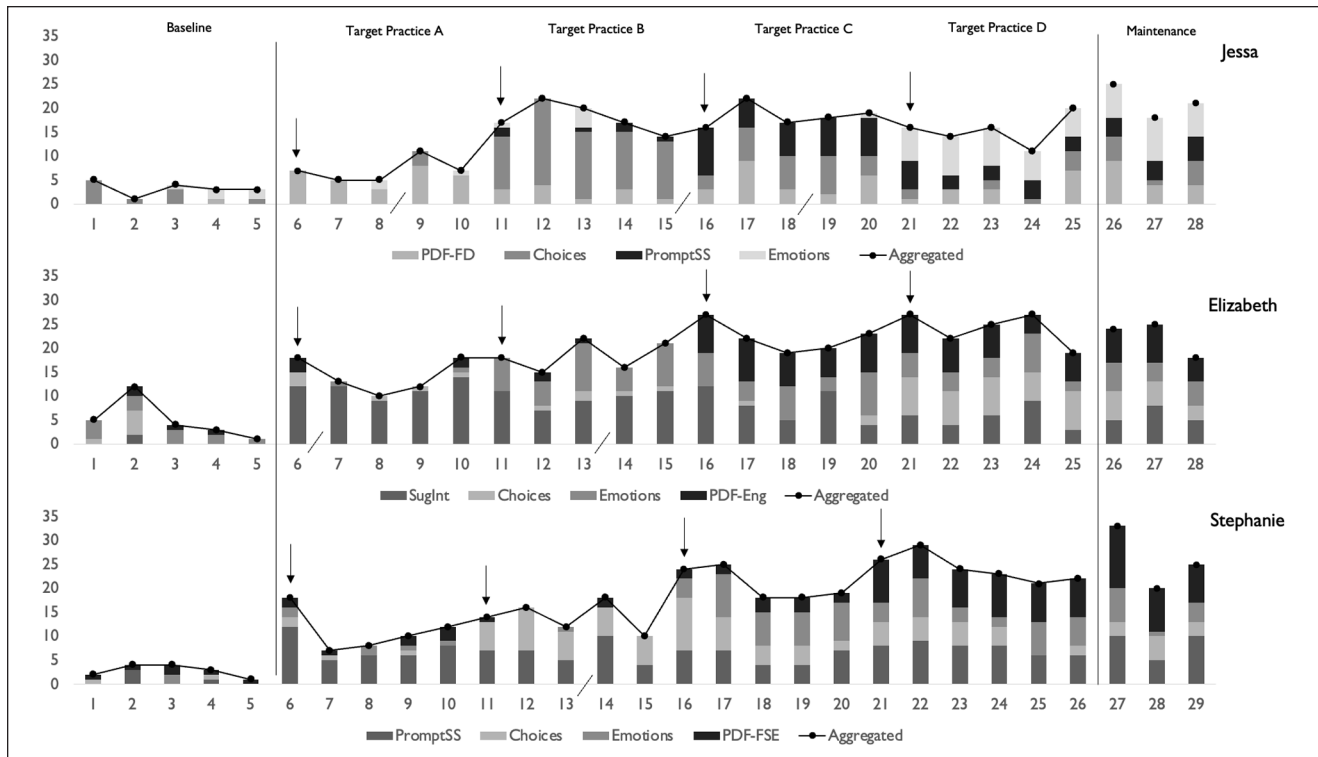 Baseline Target Practice A Target Practice B Target Practice C Target Practice D Maintenance
Jessa
35
30
25
20
15
10
5
0
1 2 3 4 5 6 7 8 9 10 11 12 13 14 15 16 17 18 19 20 21 22 23 24 25 26 27 28
PDF-FD Choices PromptSS Emotions Aggregated
Elizabeth
35
30
25
20
15
10
5
0
1 2 3 4 5 6 7 8 9 10 11 12 13 14 15 16 17 18 19 20 21 22 23 24 25 26 27 28
SugInt Choices Emotions PDF-Eng Aggregated
Stephanie
35
30
25
20
15
10
5
0
1 2 3 4 5 6 7 8 9 10 11 12 13 14 15 16 17 18 19 20 21 22 23 24 25 26 27 28 29
PromptSS Choices Emotions PDF-FSE Aggregated